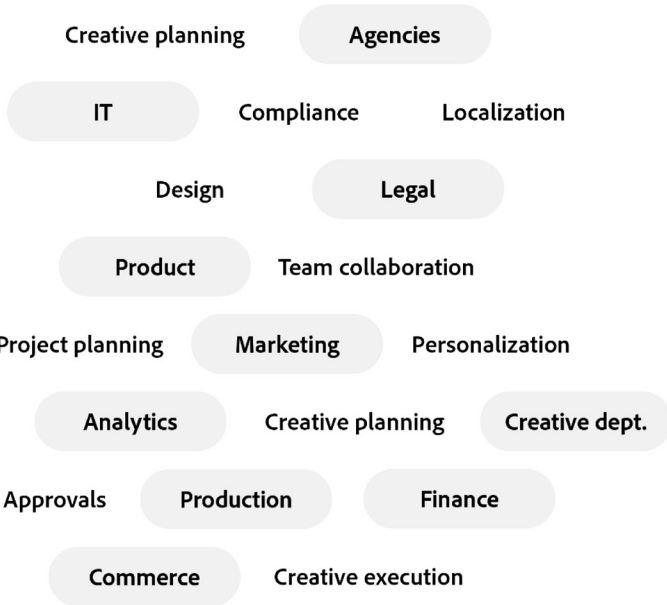 Creative planning Agencies
IT Compliance Localization
Design Legal
Product Team collaboration
Project planning Marketing Personalization
Analytics Creative planning Creative dept.
Approvals Production Finance
Commerce Creative execution